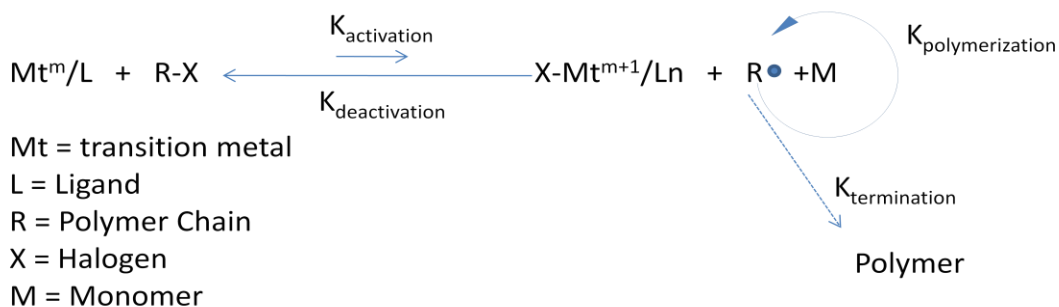 K_activation
K_polymerization
Mt^m/L + R-X X-Mt^{m+1}/Ln + R• +M
K_deactivation
Mt = transition metal
L = Ligand
K_termination
R = Polymer Chain
X = Halogen
Polymer
M = Monomer